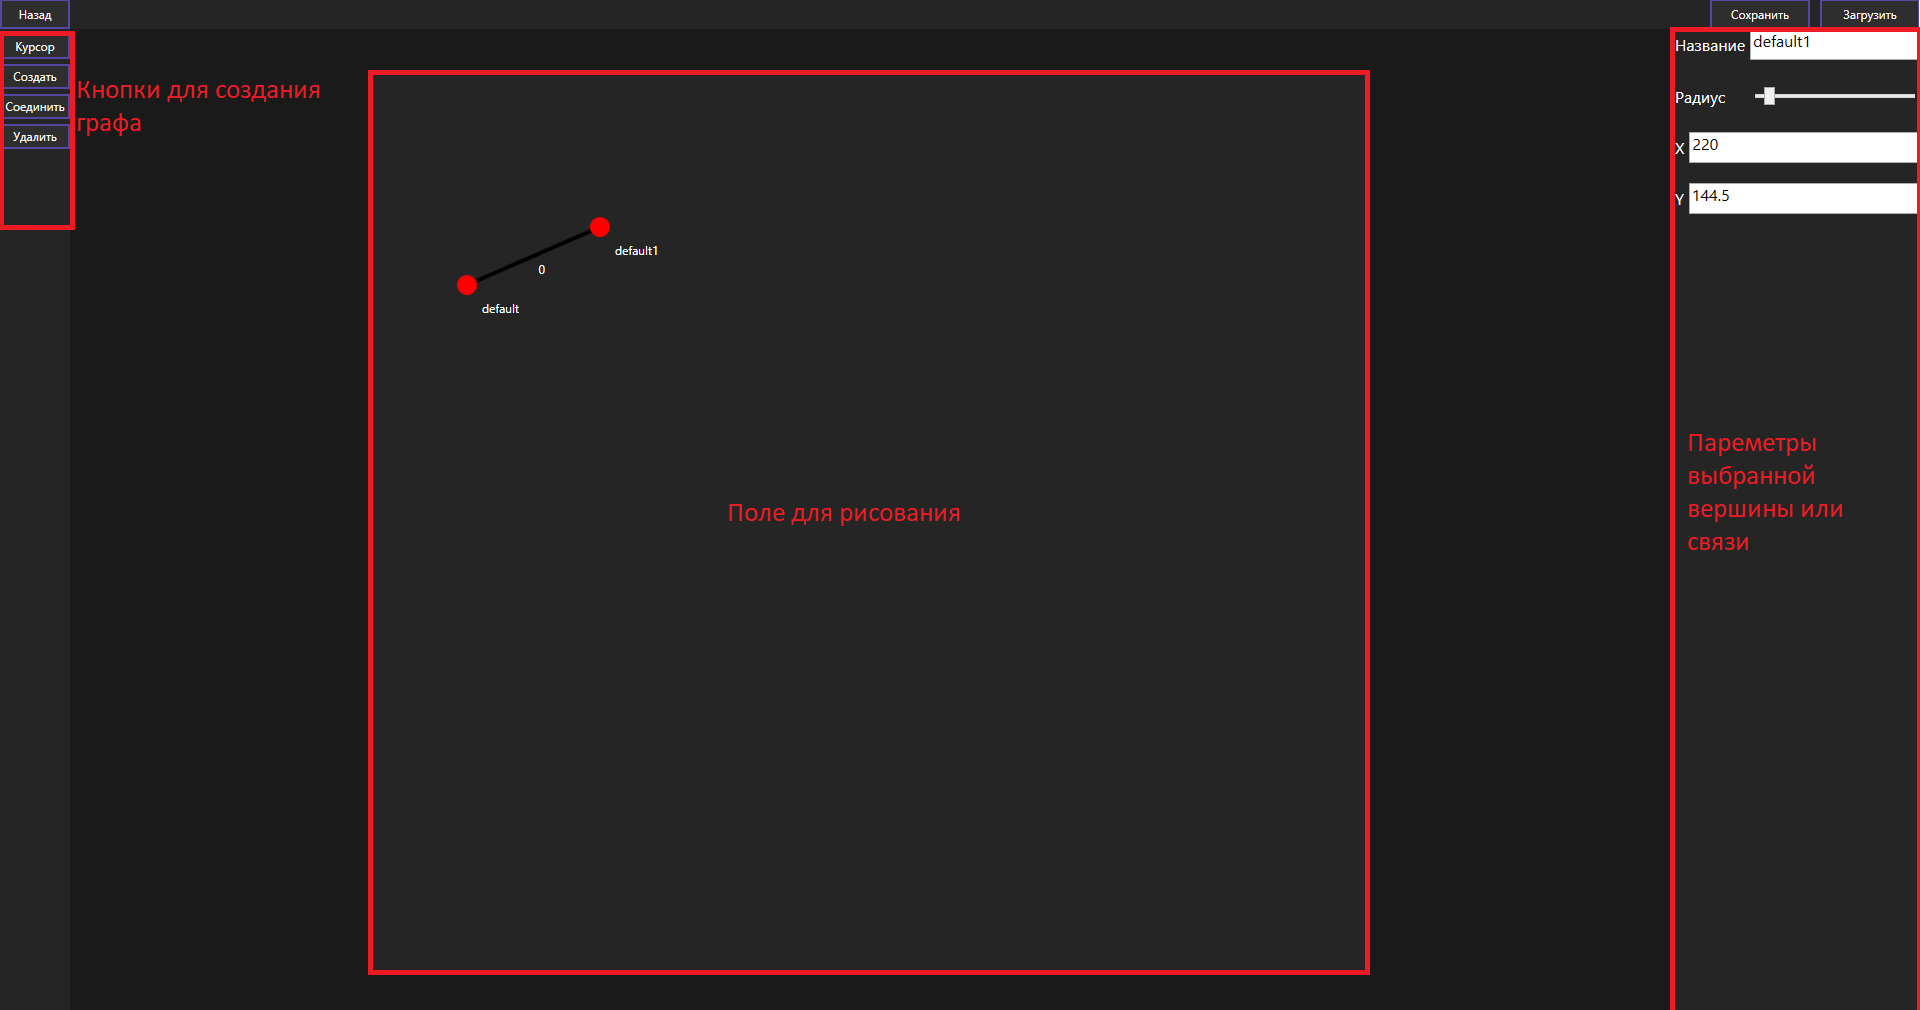 Назад
Сохранить
Загрузить
Курсор
Создать
Соединить
Удалить
Кнопки для создания
графа
default1
0
default
Поле для рисования
Название default1
Радиус
X 220
Y 144.5
Пареметры
выбранной
вершины или
связи